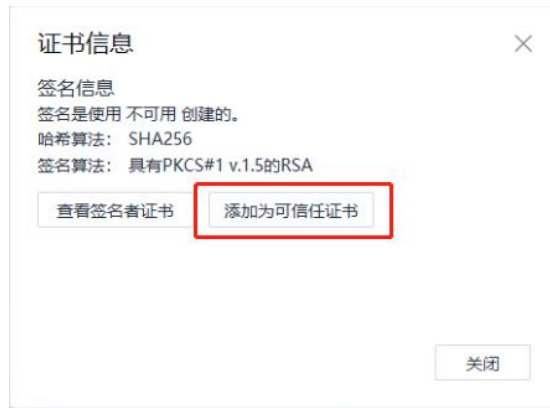 证书信息
签名信息
签名是使用 不可用 创建的。
哈希算法： SHA256
签名算法： 具有PKCS#1 v.1.5的RSA
查看签名者证书 添加为可信任证书
关闭